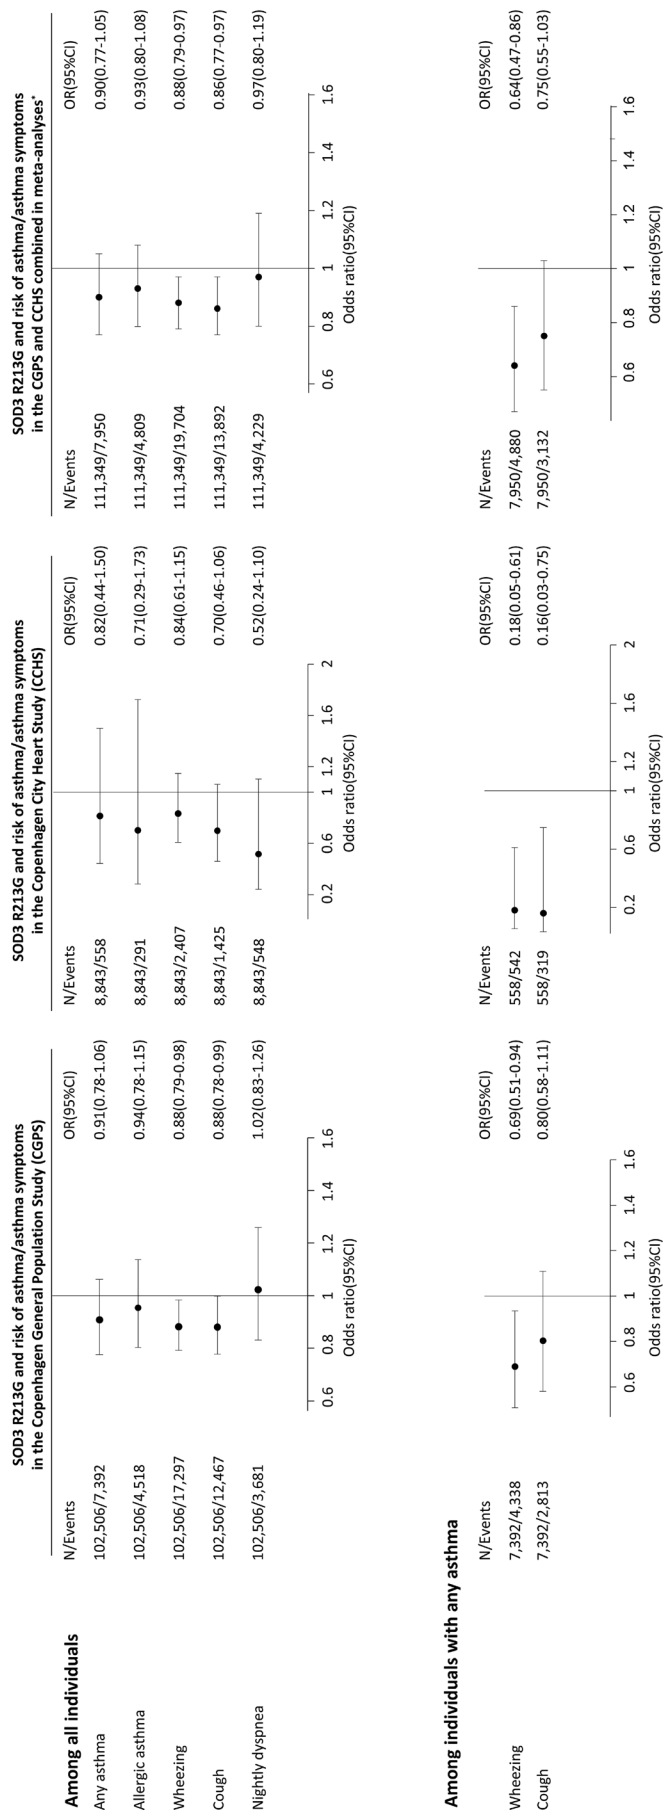 SOD3 R213G and risk of asthma/asthma symptoms
in the Copenhagen General Population Study (CGPS)
SOD3 R213G and risk of asthma/asthma symptoms
in the Copenhagen City Heart Study (CCHS)
SOD3 R213G and risk of asthma/asthma symptoms
in the CGPS and CCHS combined in meta-analyses*
Among all individuals
N/Events OR(95%CI) N/Events OR(95%CI) N/Events OR(95%CI)
Any asthma 102,506/7,392 0.91(0.78-1.06) 8,843/558 0.82(0.44-1.50) 111,349/7,950 0.90(0.77-1.05)
Allergic asthma 102,506/4,518 0.94(0.78-1.15) 8,843/291 0.71(0.29-1.73) 111,349/4,809 0.93(0.80-1.08)
Wheezing 102,506/17,297 0.88(0.79-0.98) 8,843/2,407 0.84(0.61-1.15) 111,349/19,704 0.88(0.79-0.97)
Cough 102,506/12,467 0.88(0.78-0.99) 8,843/1,425 0.70(0.46-1.06) 111,349/13,892 0.86(0.77-0.97)
Nightly dyspnea 102,506/3,681 1.02(0.83-1.26) 8,843/548 0.52(0.24-1.10) 111,349/4,229 0.97(0.80-1.19)
0.6 0.8 1 1.2 1.4 1.6 0.2 0.6 1 1.2 1.6 2 0.6 0.8 1 1.2 1.4 1.6
Odds ratio(95%CI) Odds ratio(95%CI) Odds ratio(95%CI)
Among individuals with any asthma
N/Events OR(95%CI) N/Events OR(95%CI) N/Events OR(95%CI)
Wheezing 7,392/4,338 0.69(0.51-0.94) 558/542 0.18(0.05-0.61) 7,950/4,880 0.64(0.47-0.86)
Cough 7,392/2,813 0.80(0.58-1.11) 558/319 0.16(0.03-0.75) 7,950/3,132 0.75(0.55-1.03)
0.6 0.8 1 1.2 1.4 1.6 0.2 0.6 1 1.2 1.6 2 0.6 0.8 1 1.2 1.4 1.6
Odds ratio(95%CI) Odds ratio(95%CI) Odds ratio(95%CI)